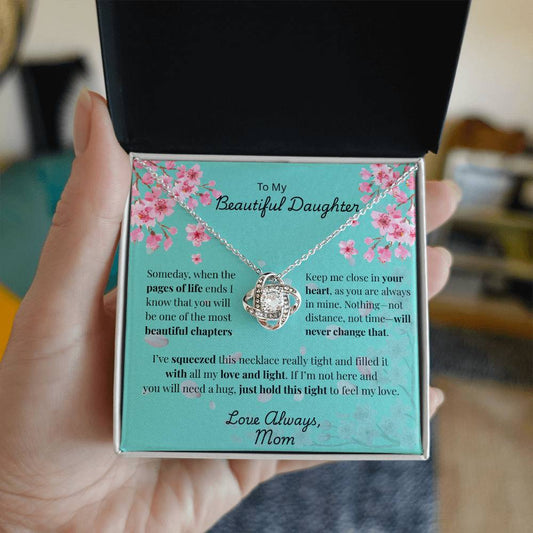 To My
Beautiful Daughter
Someday, when the
pages of life ends I
know that you will
be one of the most
beautiful chapters
Keep me close in your
heart, as you are always
in mine. Nothing—not
distance, not time—will
never change that.
I've squeezed this necklace really tight and filled it
with all my love and light. If I'm not here and
you will need a hug, just hold this tight to feel my love.
Love Always,
Mom